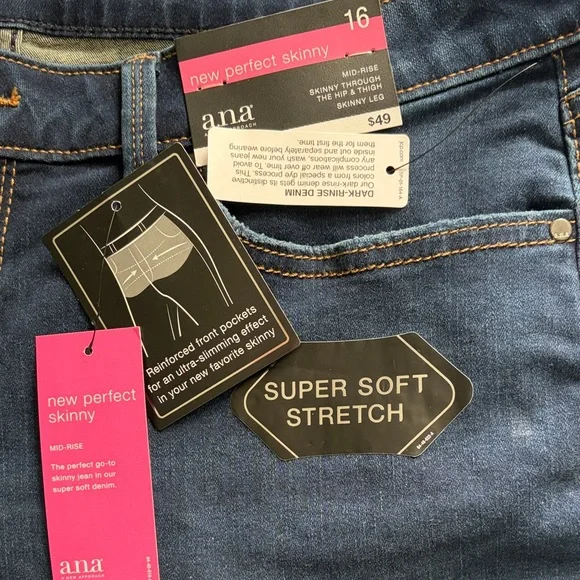 16
new perfect skinny
MID-RISE
SKINNY THROUGH
THE HIP & THIGH
SKINNY LEG
a.n.a
$49
DARK-RINSE DENIM
Our dark-rinse denim gets its distinctive
colors from a special dye process. This
process will wear off over time. To avoid
any complications, wash your new jeans
inside out and separately before wearing
them for the first time.
Reinforced front pockets
for an ultra-slimming effect
in your new favorite skinny
SUPER SOFT
STRETCH
new perfect
skinny
MID-RISE
The perfect go-to
skinny jean in our
super soft denim.
a.n.a
A NEW APPROACH